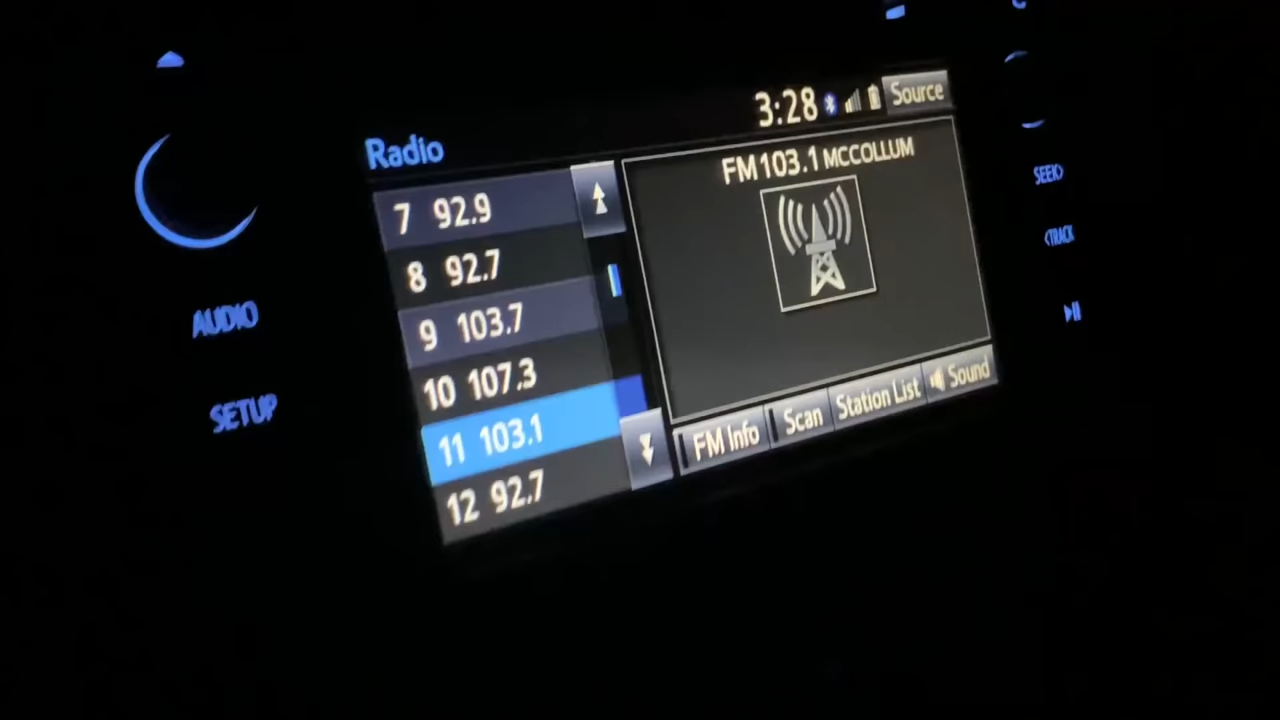 3:28
Source
Radio
FM 103.1 MCCOLLUM
7 92.9
8 92.7
9 103.7
10 107.3
11 103.1
12 92.7
FM Info
Scan
Station List
Sound
AUDIO
SETUP
SEEK>
<TRACK